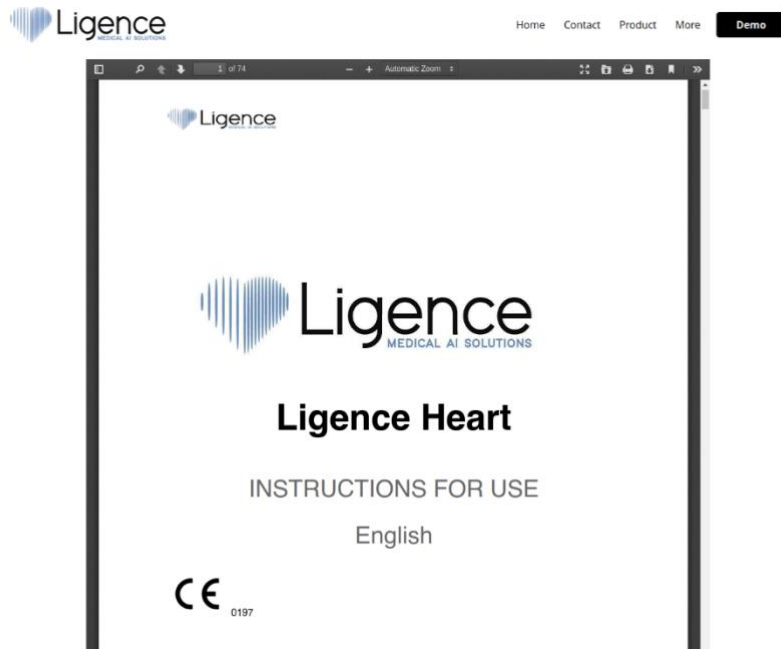 Ligence
MEDICAL AI SOLUTIONS
Home Contact Product More Demo
1 of 74 Automatic Zoom
Ligence
MEDICAL AI SOLUTIONS
Ligence
MEDICAL AI SOLUTIONS
Ligence Heart
INSTRUCTIONS FOR USE
English
CE 0197